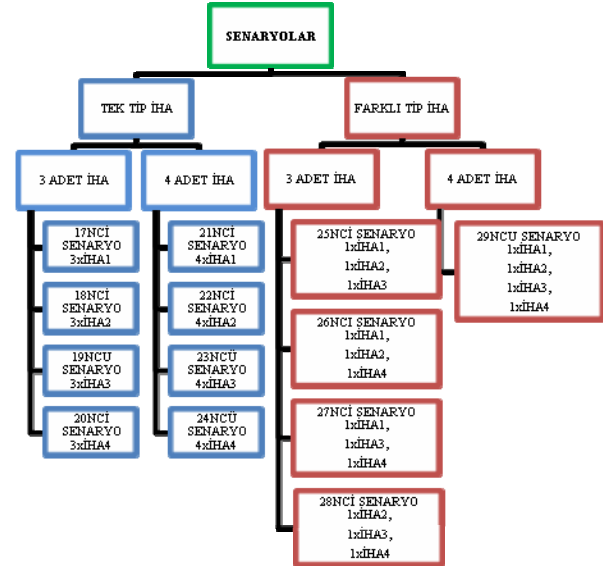 SENARYOLAR
TEK TİP İHA
FARKLI TİP İHA
3 ADET İHA
4 ADET İHA
3 ADET İHA
4 ADET İHA
17NCİ
SENARYO
3xİHA1
18NCİ
SENARYO
3xİHA2
19NCU
SENARYO
3xİHA3
20NCİ
SENARYO
3xİHA4
21NCİ
SENARYO
4xİHA1
22NCİ
SENARYO
4xİHA2
23NCÜ
SENARYO
4xİHA3
24NCÜ
SENARYO
4xİHA4
25NCİ SENARYO
1xİHA1,
1xİHA2,
1xİHA3
26NCI SENARYO
1xİHA1,
1xİHA2,
1xİHA4
27NCİ SENARYO
1xİHA1,
1xİHA3,
1xİHA4
28NCİ SENARYO
1xİHA2,
1xİHA3,
1xİHA4
29NCU SENARYO
1xİHA1,
1xİHA2,
1xİHA3,
1xİHA4